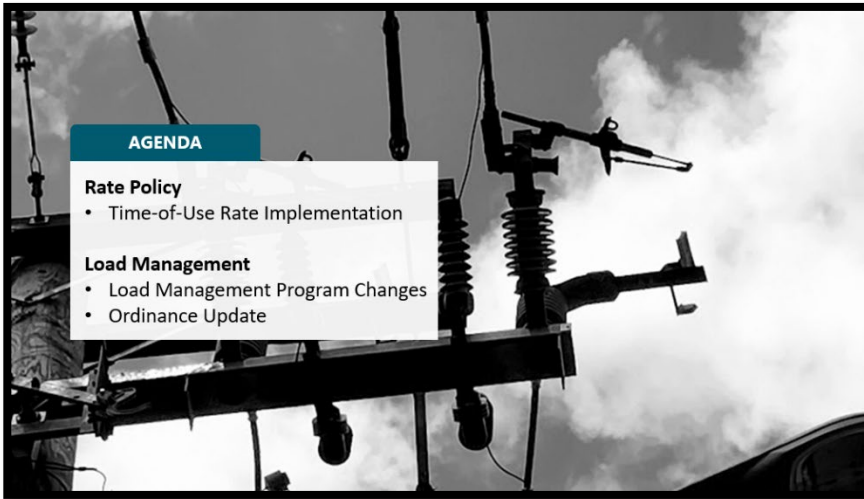 AGENDA
Rate Policy
• Time-of-Use Rate Implementation
Load Management
• Load Management Program Changes
• Ordinance Update